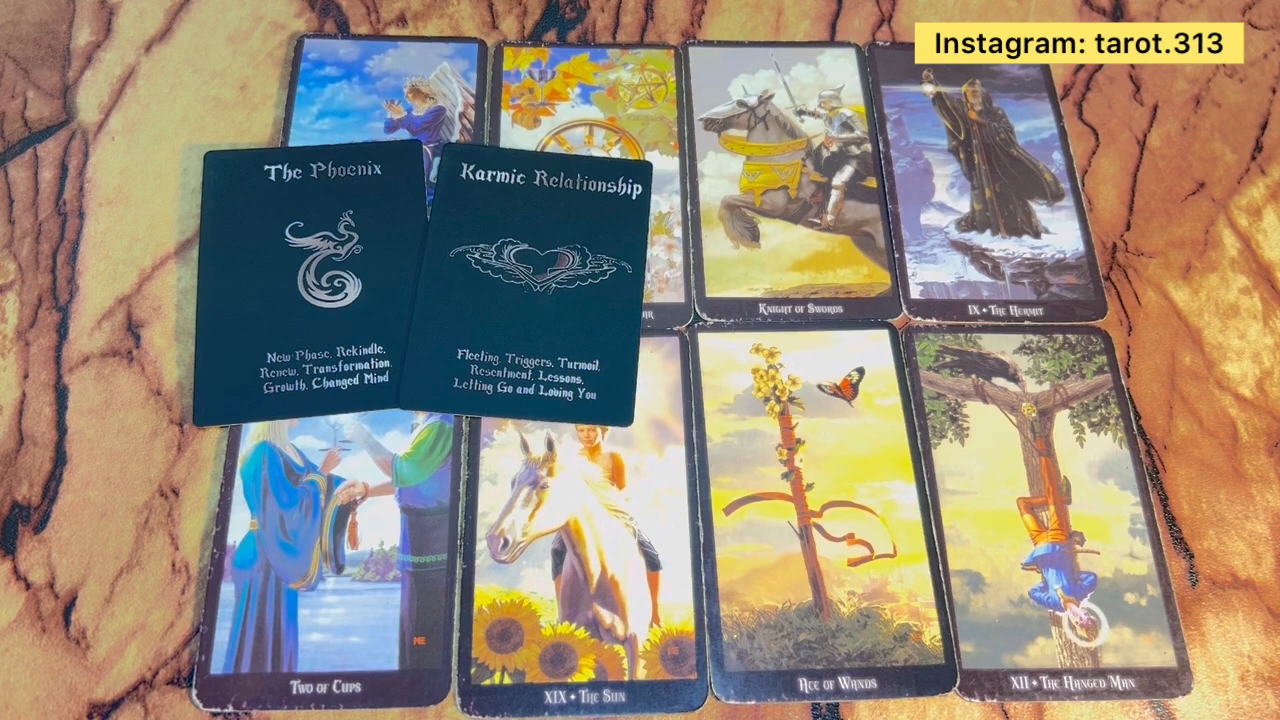 Instagram: tarot.313
The Phoenix
New Phase, Rekindle,
Renew, Transformation,
Growth, Changed Mind
Karmic Relationship
Fleeting, Triggers, Turmoil,
Resentment, Lessons,
Letting Go and Loving You
Knight of Swords
IX • The Hermit
Two of Cups
XIX • The Sun
Ace of Wands
XII • The Hanged Man